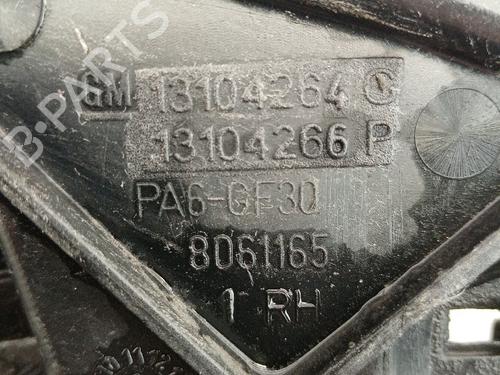 B-PARTS
GM 13104264 G
13104266 P
PA6-GF30
8061165
1 RH